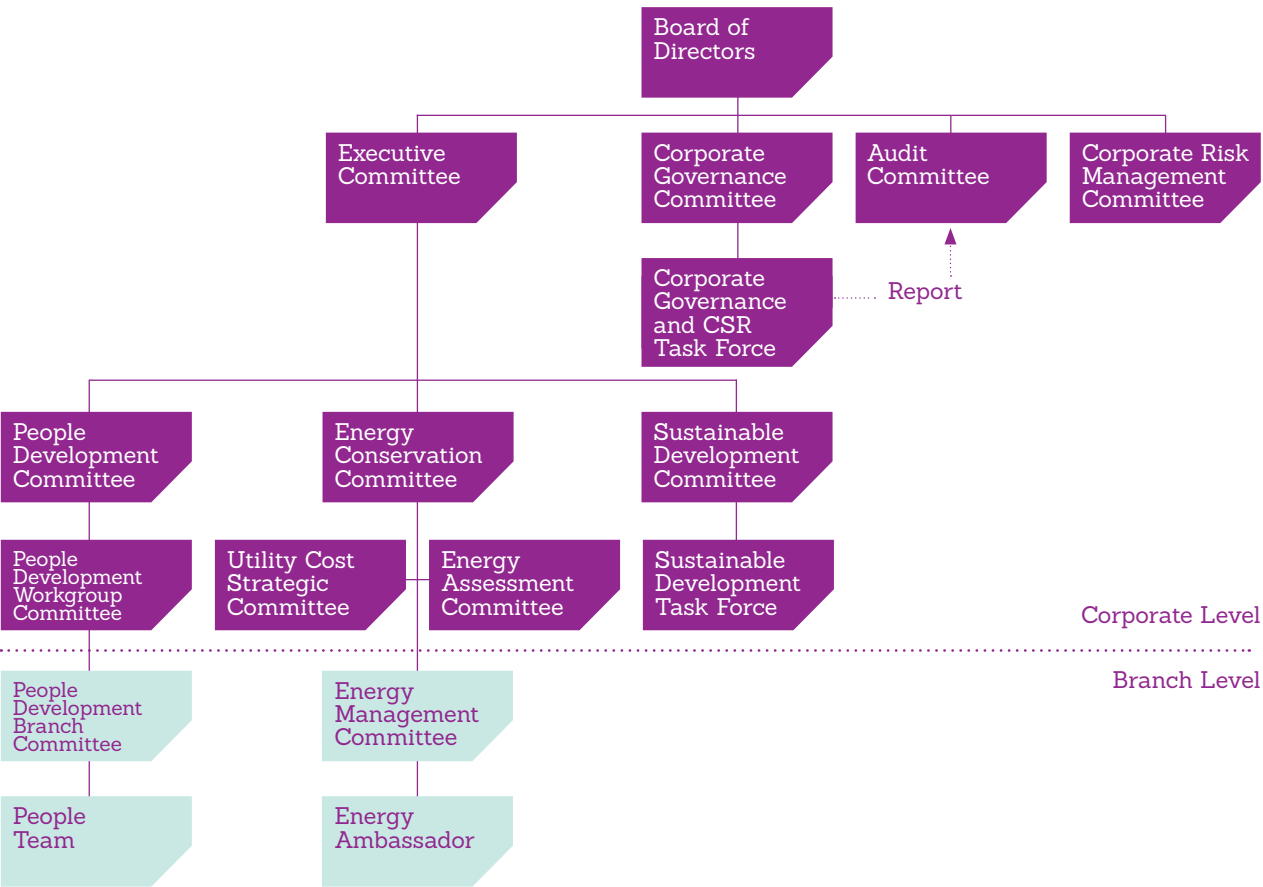 Board of
Directors
Executive
Committee
Corporate
Governance
Committee
Audit
Committee
Corporate Risk
Management
Committee
Corporate
Governance
and CSR
Task Force
Report
People
Development
Committee
Energy
Conservation
Committee
Sustainable
Development
Committee
People
Development
Workgroup
Committee
Utility Cost
Strategic
Committee
Energy
Assessment
Committee
Sustainable
Development
Task Force
Corporate Level
Branch Level
People
Development
Branch
Committee
Energy
Management
Committee
People
Team
Energy
Ambassador